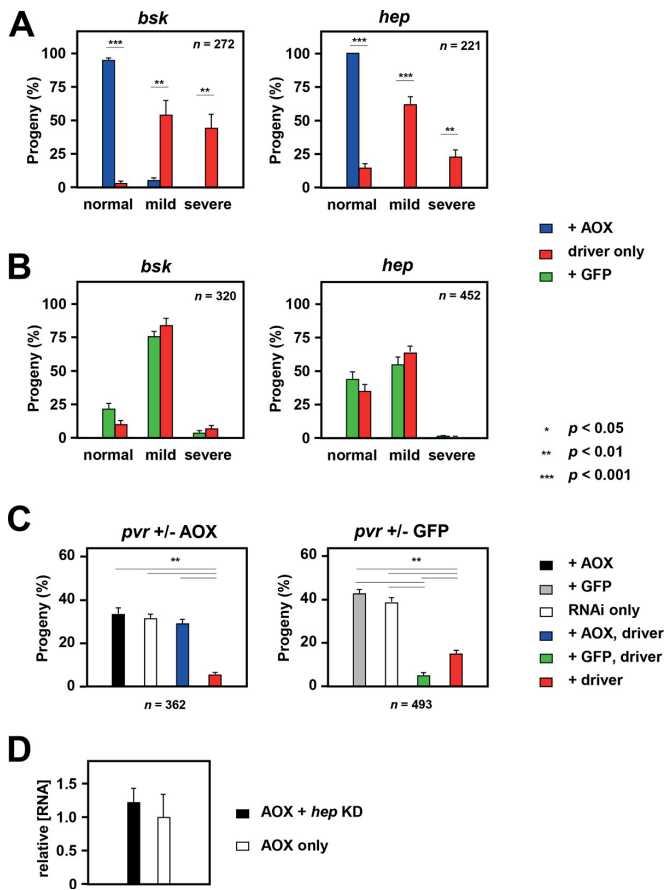 A
bsk
hep
n = 272
n = 221
***
**
**
***
***
**
Progeny (%)
100
75
50
25
0
normal mild severe
Progeny (%)
100
75
50
25
0
normal mild severe
+ AOX
driver only
+ GFP
B
bsk
hep
n = 320
n = 452
Progeny (%)
100
75
50
25
0
normal mild severe
Progeny (%)
100
75
50
25
0
normal mild severe
* p < 0.05
** p < 0.01
*** p < 0.001
C
pvr +/- AOX
pvr +/- GFP
**
**
Progeny (%)
60
40
20
0
n = 362
Progeny (%)
60
40
20
0
n = 493
+ AOX
+ GFP
RNAi only
+ AOX, driver
+ GFP, driver
+ driver
D
relative [RNA]
1.5
1.0
0.5
0
AOX + hep KD
AOX only